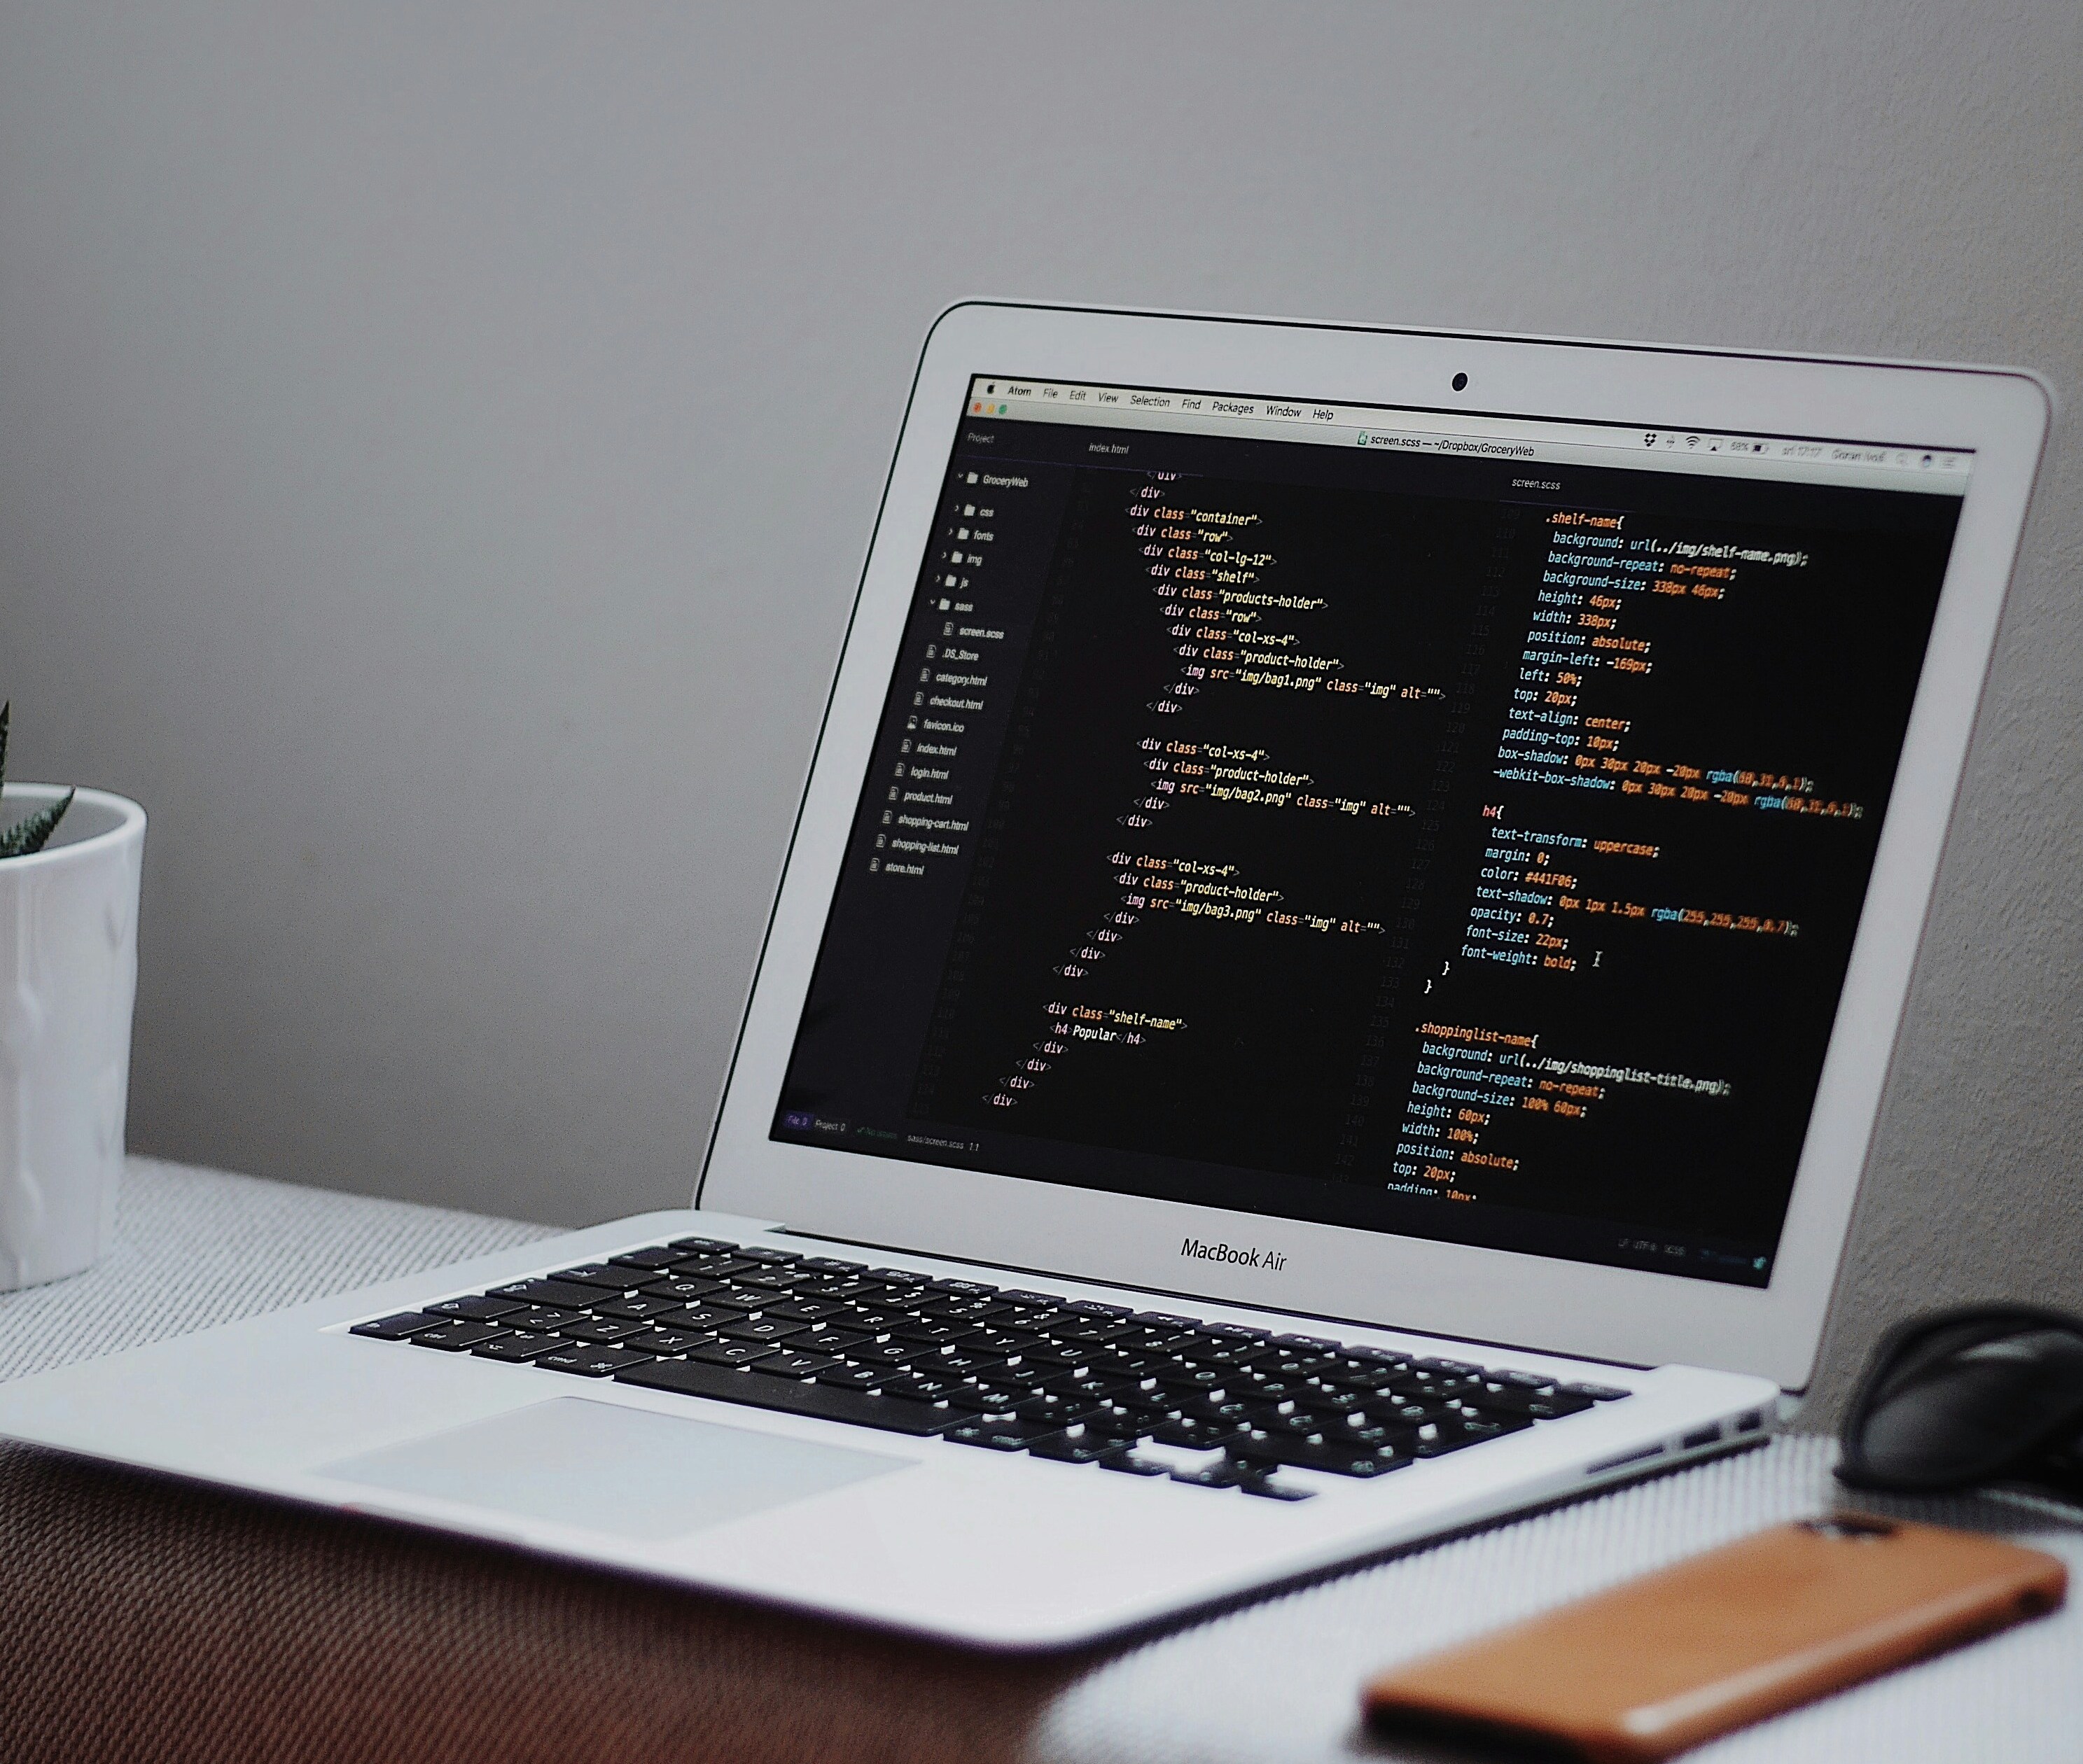 Atom File Edit View Selection Find Packages Window Help
screen.scss — ~/Dropbox/GroceryWeb
68%
Project
GroceryWeb
css
fonts
img
js
sass
screen.scss
.DS_Store
category.html
checkout.html
favicon.ico
index.html
login.html
product.html
shopping-cart.html
shopping-list.html
store.html
index.html
</div>
</div>
<div class="container">
<div class="row">
<div class="col-lg-12">
<div class="shelf">
<div class="products-holder">
<div class="row">
<div class="col-xs-4">
<div class="product-holder">
<img src="img/bag1.png" class="img" alt="">
</div>
</div>
<div class="col-xs-4">
<div class="product-holder">
<img src="img/bag2.png" class="img" alt="">
</div>
</div>
<div class="col-xs-4">
<div class="product-holder">
<img src="img/bag3.png" class="img" alt="">
</div>
</div>
</div>
</div>
<div class="shelf-name">
<h4>Popular</h4>
</div>
</div>
</div>
</div>
screen.scss
.shelf-name{
background: url(../img/shelf-name.png);
background-repeat: no-repeat;
background-size: 338px 46px;
height: 46px;
width: 338px;
position: absolute;
margin-left: -169px;
left: 50%;
top: 20px;
text-align: center;
padding-top: 10px;
box-shadow: 0px 30px 20px -20px
-webkit-box-shadow: 0px 30px 20px -20px
h4{
text-transform: uppercase;
margin: 0;
color: #441F06;
text-shadow: 0px 1px 1.5px rgba(255,255,255,0.7);
opacity: 0.7;
font-size: 22px;
font-weight: bold;
}
}
.shoppinglist-name{
background: url(../img/shoppinglist-title.png);
background-repeat: no-repeat;
background-size: 100% 60px;
height: 60px;
width: 100%;
position: absolute;
top: 20px;
padding: 10px;
File 0 Project 0 No Issues sass/screen.scss 1:1
MacBook Air